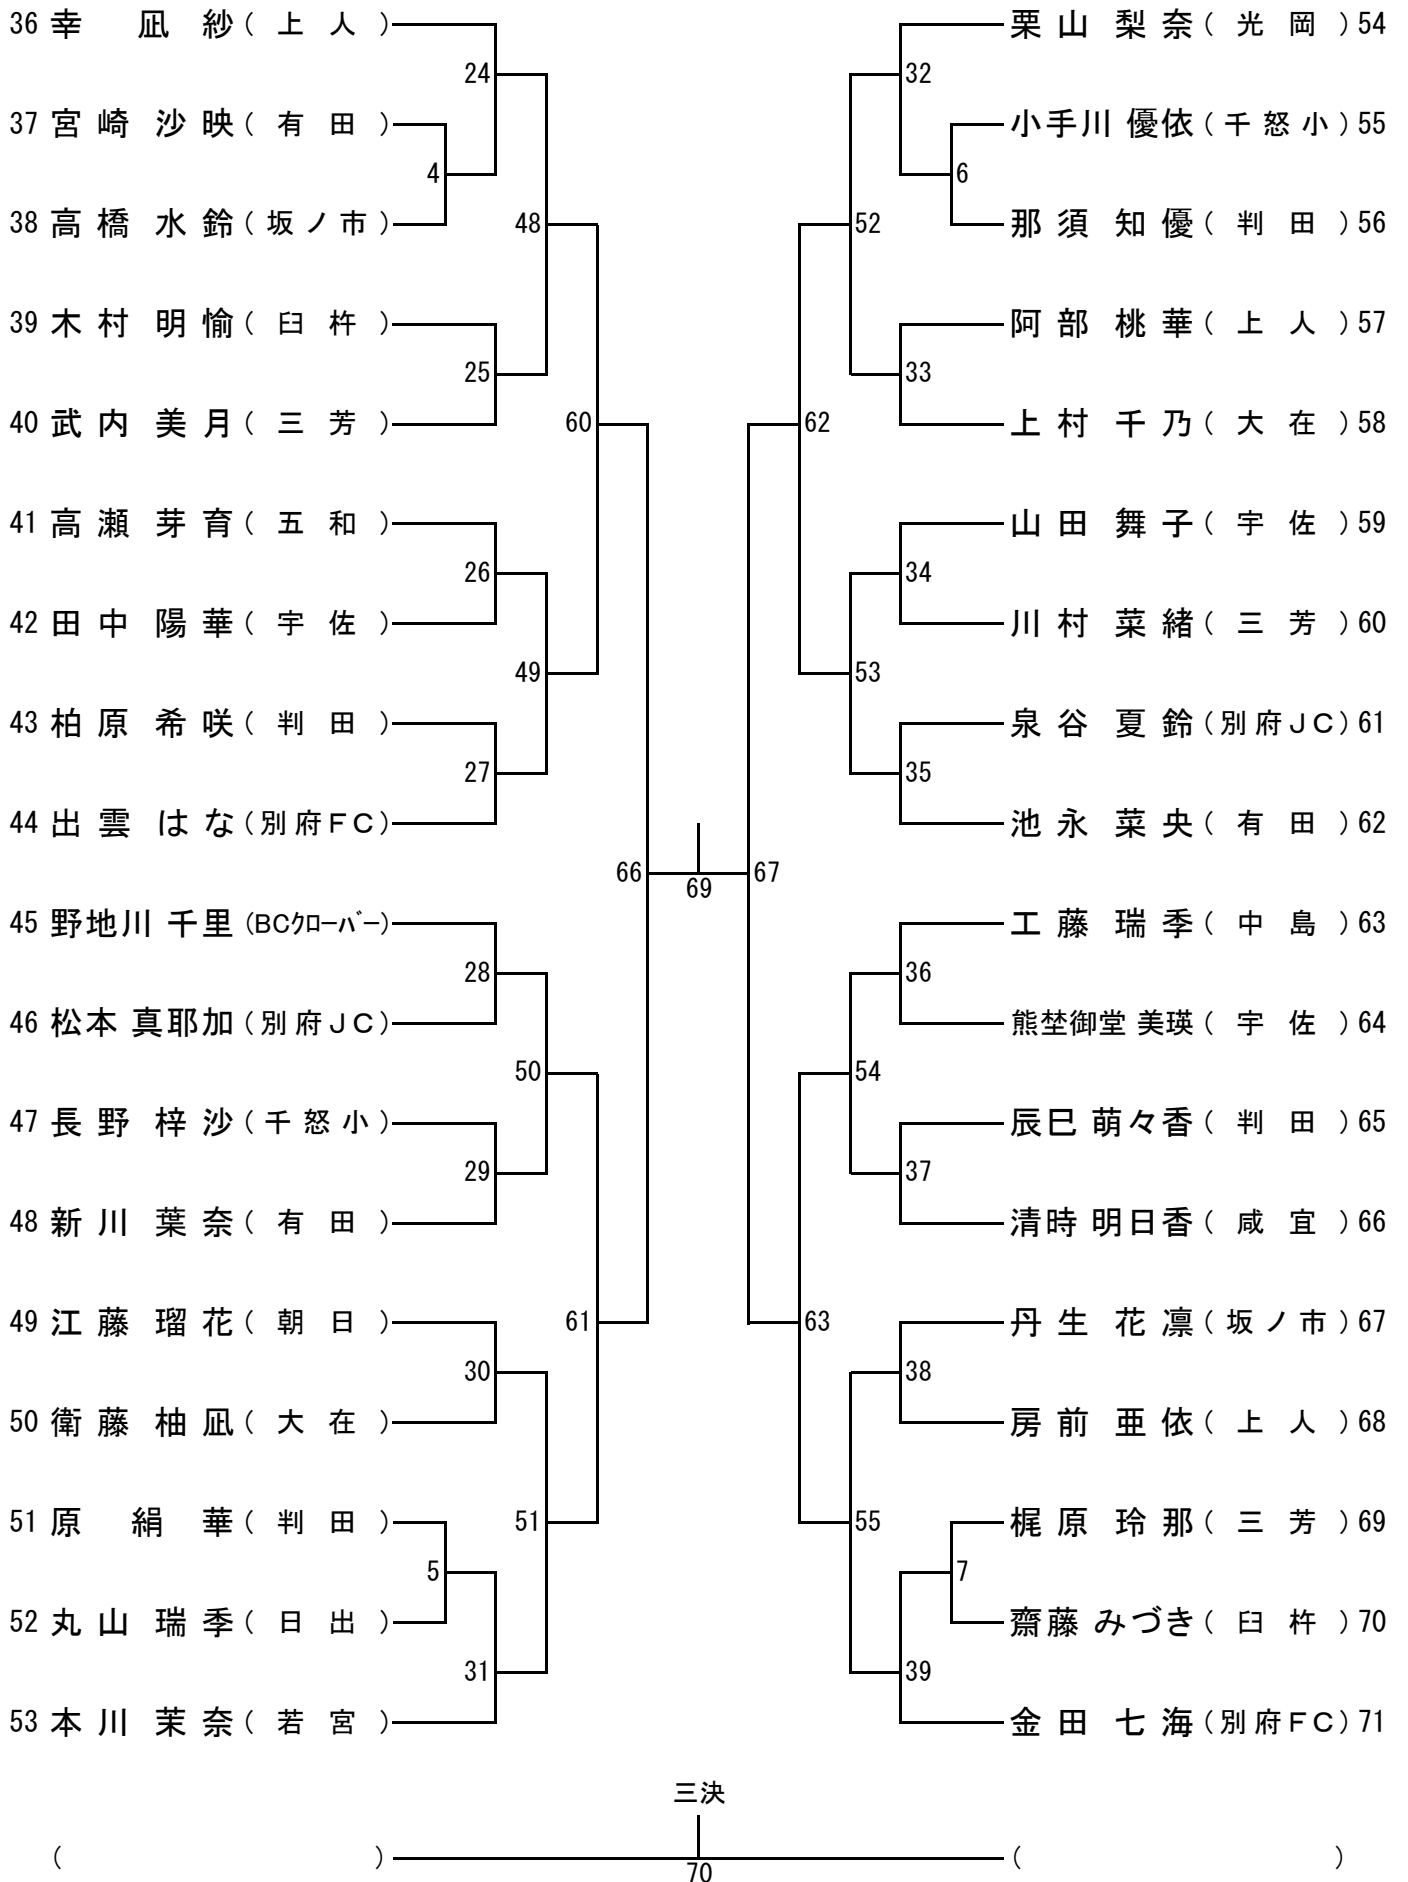 36 幸 凪 紗 ( 上 人 ) 栗 山 梨 奈 ( 光 岡 ) 54
24 32
37 宮 崎 沙 映 ( 有 田 ) 小手川 優依 ( 千 怒 小 ) 55
4 6
38 高 橋 水 鈴 ( 坂 ノ 市 ) 48 52 那 須 知 優 ( 判 田 ) 56
39 木 村 明 愉 ( 臼 杵 ) 阿 部 桃 華 ( 上 人 ) 57
25 33
40 武 内 美 月 ( 三 芳 ) 60 62 上 村 千 乃 ( 大 在 ) 58
41 高 瀬 芽 育 ( 五 和 ) 山 田 舞 子 ( 宇 佐 ) 59
26 34
42 田 中 陽 華 ( 宇 佐 ) 川 村 菜 緒 ( 三 芳 ) 60
49 53
43 柏 原 希 咲 ( 判 田 ) 泉 谷 夏 鈴 ( 別 府 J C ) 61
27 35
44 出 雲 は な ( 別 府 F C ) 池 永 菜 央 ( 有 田 ) 62
66 69 67
45 野地川 千里 (BCｸﾛｰﾊﾞｰ) 工 藤 瑞 季 ( 中 島 ) 63
28 36
46 松本 真耶加 ( 別 府 J C ) 熊埜御堂 美瑛 ( 宇 佐 ) 64
50 54
47 長 野 梓 沙 ( 千 怒 小 ) 辰巳 萌々香 ( 判 田 ) 65
29 37
48 新 川 葉 奈 ( 有 田 ) 清時 明日香 ( 咸 宜 ) 66
49 江 藤 瑠 花 ( 朝 日 ) 61 63 丹 生 花 凛 ( 坂 ノ 市 ) 67
30 38
50 衛 藤 柚 凪 ( 大 在 ) 房 前 亜 依 ( 上 人 ) 68
51 原 絹 華 ( 判 田 ) 51 55 梶 原 玲 那 ( 三 芳 ) 69
5 7
52 丸 山 瑞 季 ( 日 出 ) 齋藤 みづき ( 臼 杵 ) 70
31 39
53 本 川 茉 奈 ( 若 宮 ) 金 田 七 海 ( 別 府 F C ) 71
三決
( ) 70 ( )